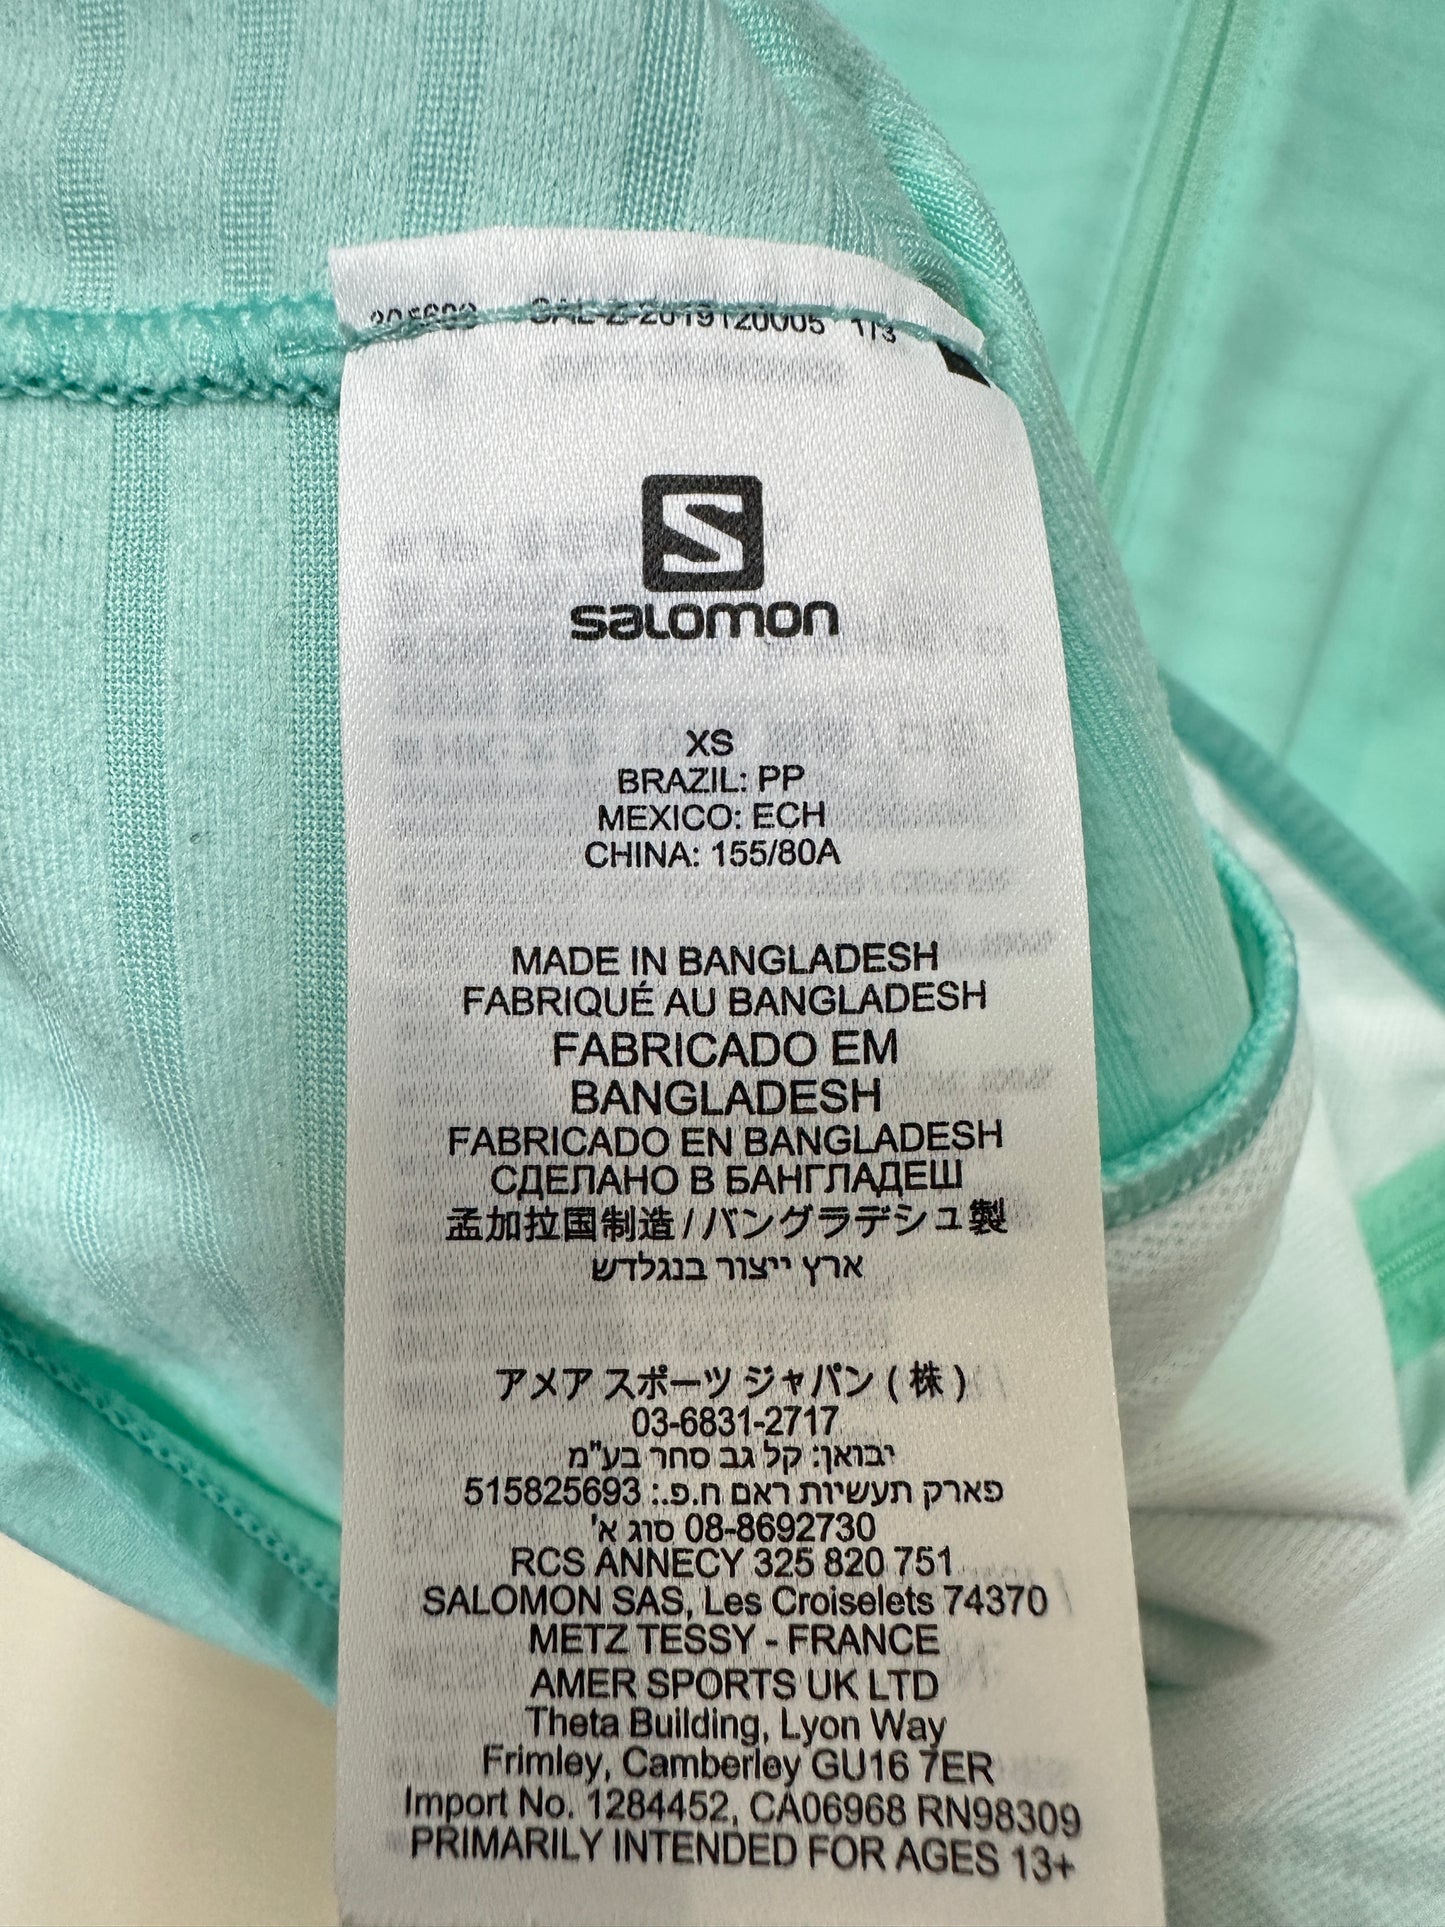 SAL-Z-2019120005 1/3
S
salomon
XS
BRAZIL: PP
MEXICO: ECH
CHINA: 155/80A
MADE IN BANGLADESH
FABRIQUÉ AU BANGLADESH
FABRICADO EM
BANGLADESH
FABRICADO EN BANGLADESH
СДЕЛАНО В БАНГЛАДЕШ
孟加拉国制造/バングラデシュ製
ארץ ייצור בנגלדש
アメア スポーツ ジャパン ( 株 )
03-6831-2717
יבואן: קל גב סחר בע"מ
פארק תעשיות ראם ח.פ.: 515825693
08-8692730 סוג א'
RCS ANNECY 325 820 751
SALOMON SAS, Les Croiselets 74370
METZ TESSY - FRANCE
AMER SPORTS UK LTD
Theta Building, Lyon Way
Frimley, Camberley GU16 7ER
Import No. 1284452, CA06968 RN98309
PRIMARILY INTENDED FOR AGES 13+